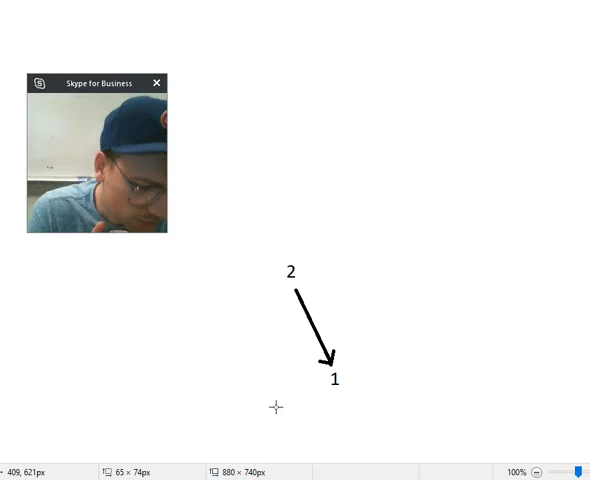 Skype for Business
2
1
409, 621px
65 × 74px
880 × 740px
100%